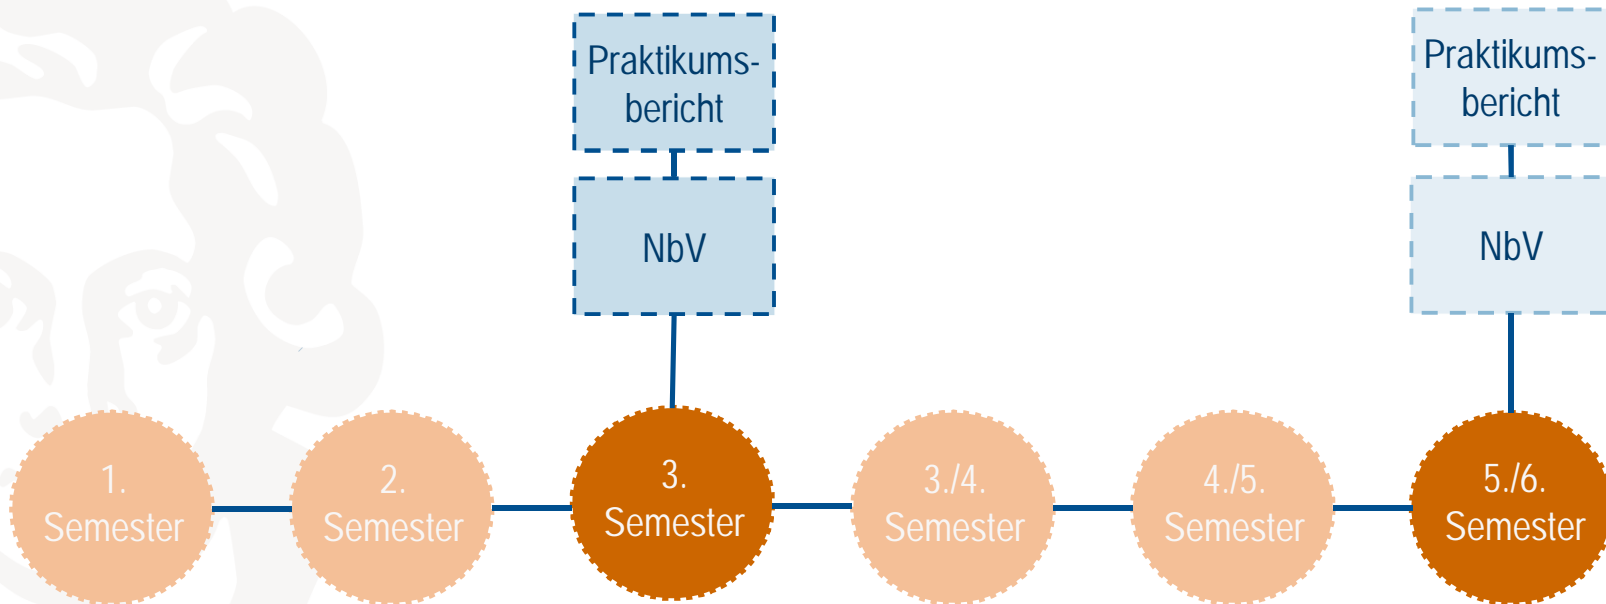 Praktikums-
bericht
NbV
Praktikums-
bericht
NbV
1.
Semester
2.
Semester
3.
Semester
3./4.
Semester
4./5.
Semester
5./6.
Semester